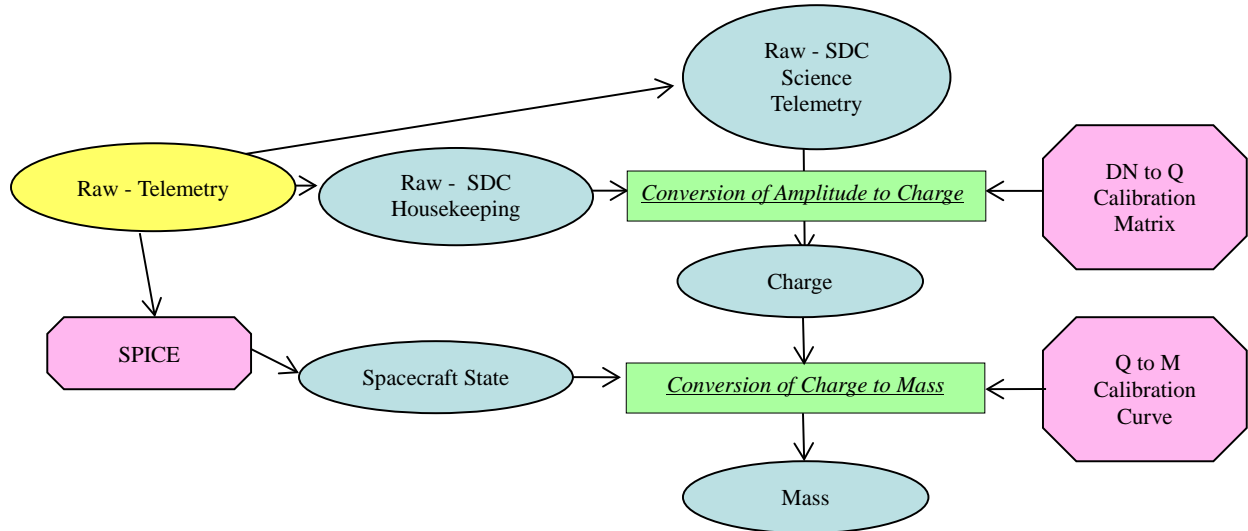 Raw - SDC
Science
Telemetry
Raw - Telemetry
Raw -  SDC
Housekeeping
Conversion of Amplitude to Charge
DN to Q
Calibration
Matrix
Charge
SPICE
Spacecraft State
Conversion of Charge to Mass
Q to M
Calibration
Curve
Mass